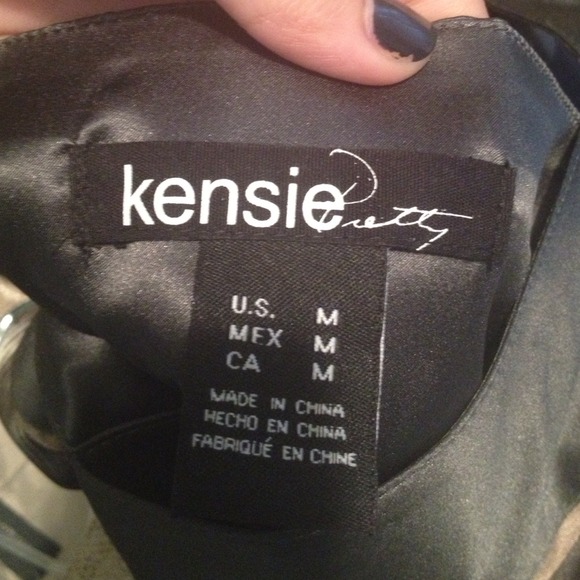 kensie Pretty
U.S. M
MEX M
CA M
MADE IN CHINA
HECHO EN CHINA
FABRIQUÉ EN CHINE